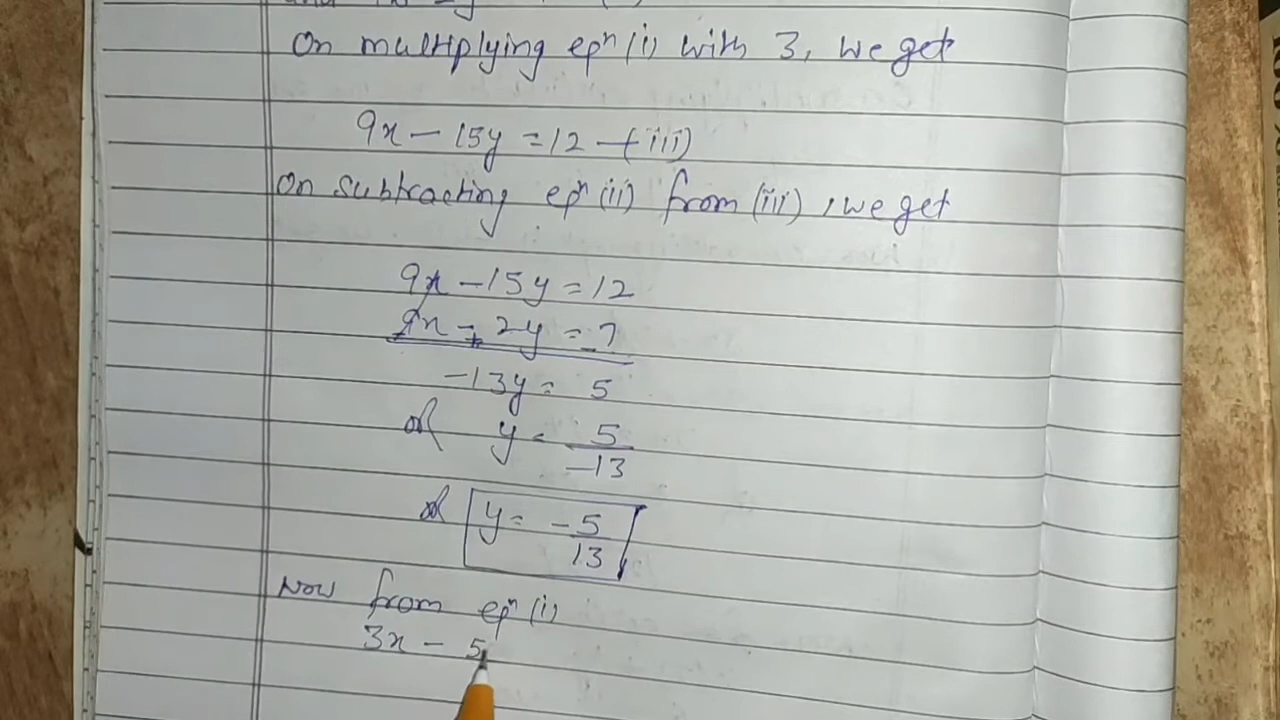 On multiplying eqn (i) with 3, we get
9x - 15y = 12 - (iii)
On subtracting eqn (ii) from (iii), we get
9x - 15y = 12
9x - 2y = 7
- + -
-13y = 5
or y = 5/-13
or y = -5/13
Now from eqn (i)
3x - 5